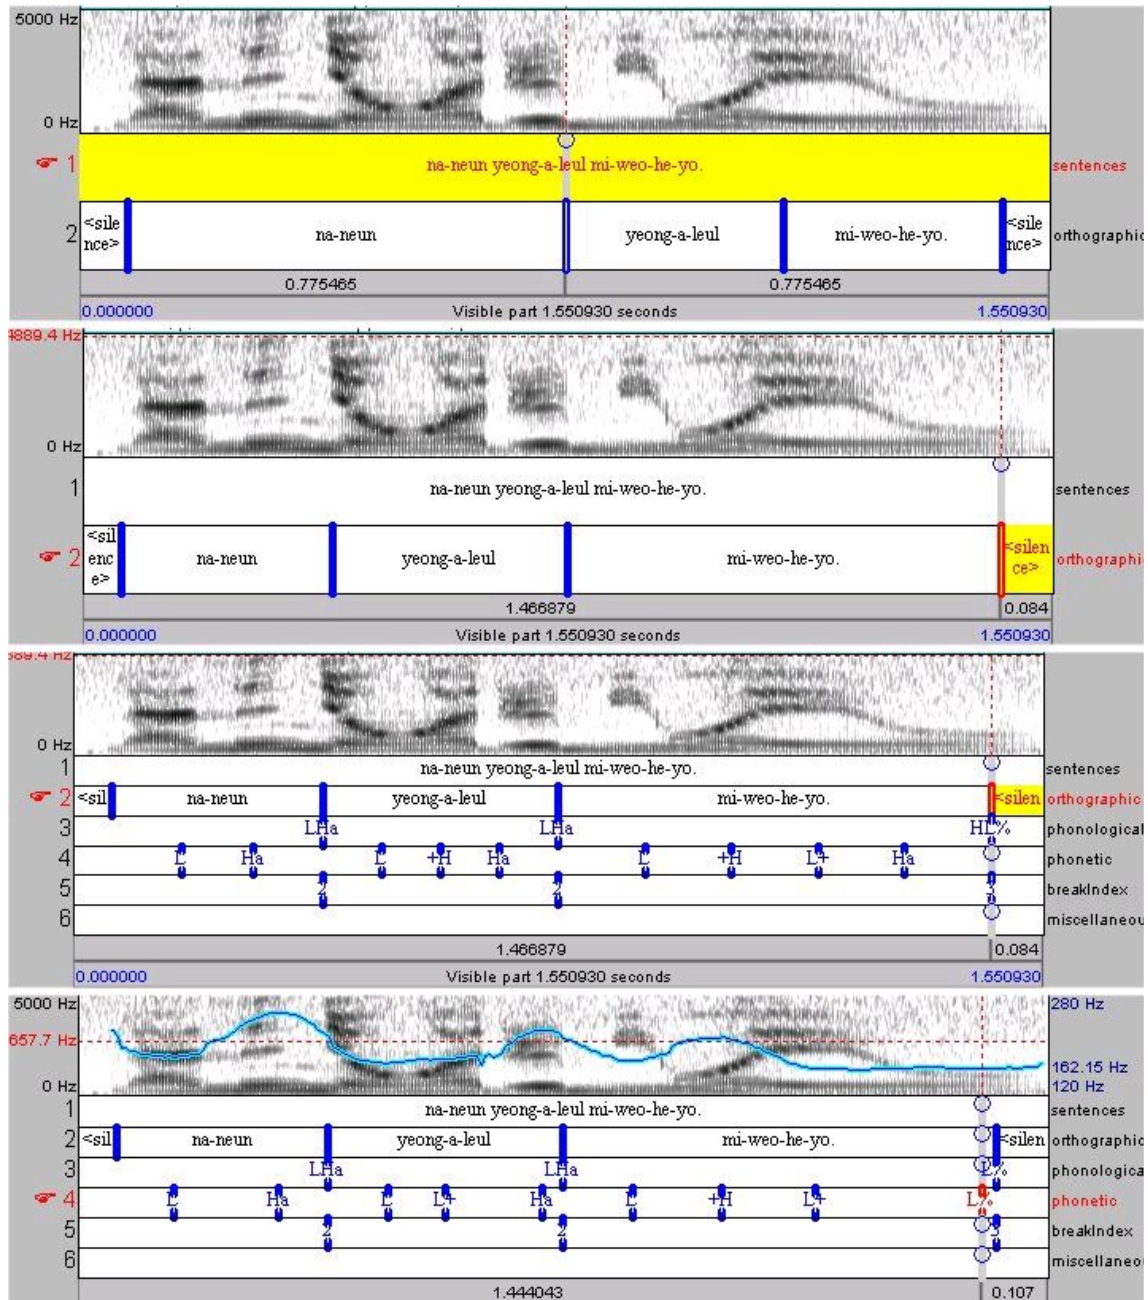 5000 Hz
0 Hz
1 na-neun yeong-a-leul mi-weo-he-yo. sentences
2 <sile nce> na-neun yeong-a-leul mi-weo-he-yo. <sile nce> orthographic
0.775465 0.775465
0.000000 Visible part 1.550930 seconds 1.550930
4889.4 Hz
0 Hz
1 na-neun yeong-a-leul mi-weo-he-yo. sentences
2 <sil enc e> na-neun yeong-a-leul mi-weo-he-yo. <silen ce> orthographic
1.466879 0.084
0.000000 Visible part 1.550930 seconds 1.550930
889.4 Hz
0 Hz
1 na-neun yeong-a-leul mi-weo-he-yo. sentences
2 <sil na-neun yeong-a-leul mi-weo-he-yo. <silen orthographic
3 LHa LHa HL% phonological
4 L Ha L +H Ha L +H L+ Ha phonetic
5 2 2 3 breakIndex
6 miscellaneou
1.466879 0.084
0.000000 Visible part 1.550930 seconds 1.550930
5000 Hz 280 Hz
657.7 Hz
162.15 Hz
0 Hz 120 Hz
1 na-neun yeong-a-leul mi-weo-he-yo. sentences
2 <sil na-neun yeong-a-leul mi-weo-he-yo. <silen orthographic
3 LHa LHa L% phonological
4 L Ha L L+ Ha L +H L+ L% phonetic
5 2 2 3 breakIndex
6 miscellaneou
1.444043 0.107